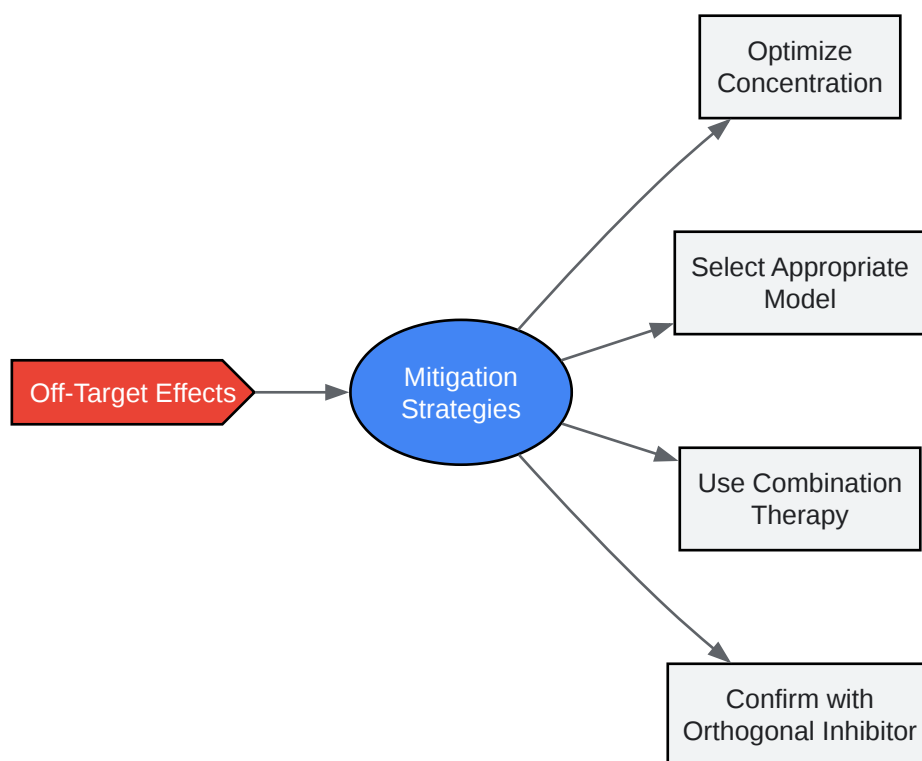 Optimize
Concentration
Select Appropriate
Model
Off-Target Effects
Mitigation
Strategies
Use Combination
Therapy
Confirm with
Orthogonal Inhibitor